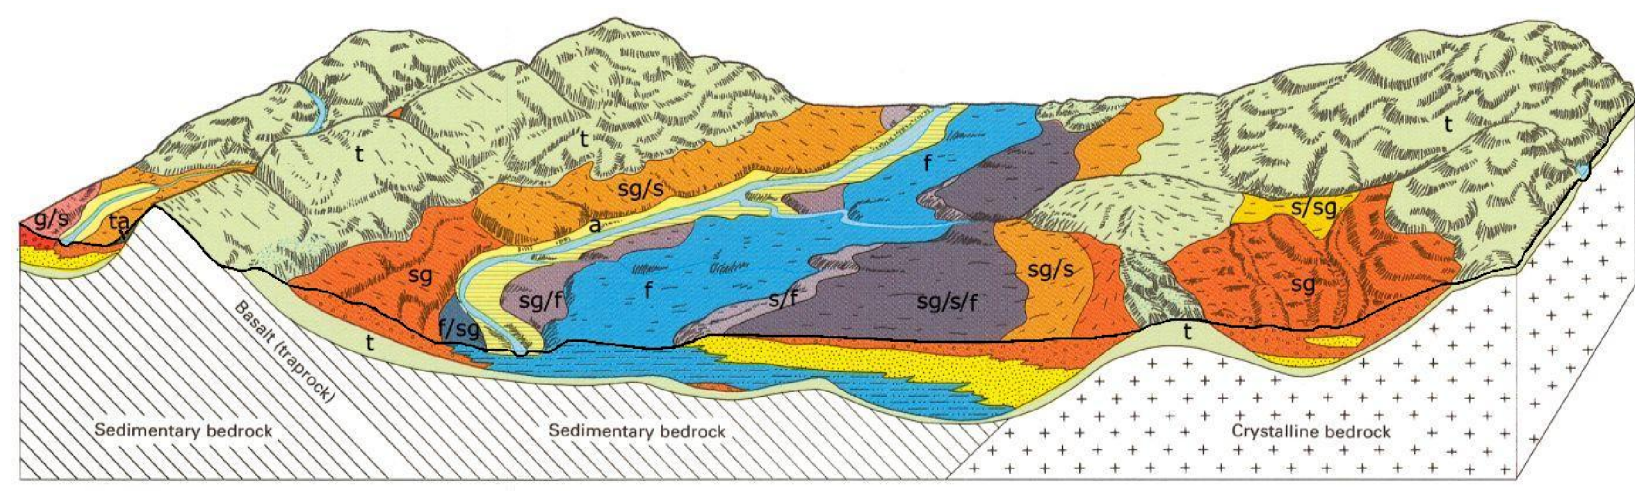 t
t
t
f
sg/s
s/sg
g/s
ta
a
sg
sg/s
sg
sg/f
f
s/f
sg/s/f
f/sg
Basalt (traprock)
t
t
Sedimentary bedrock
Sedimentary bedrock
Crystalline bedrock